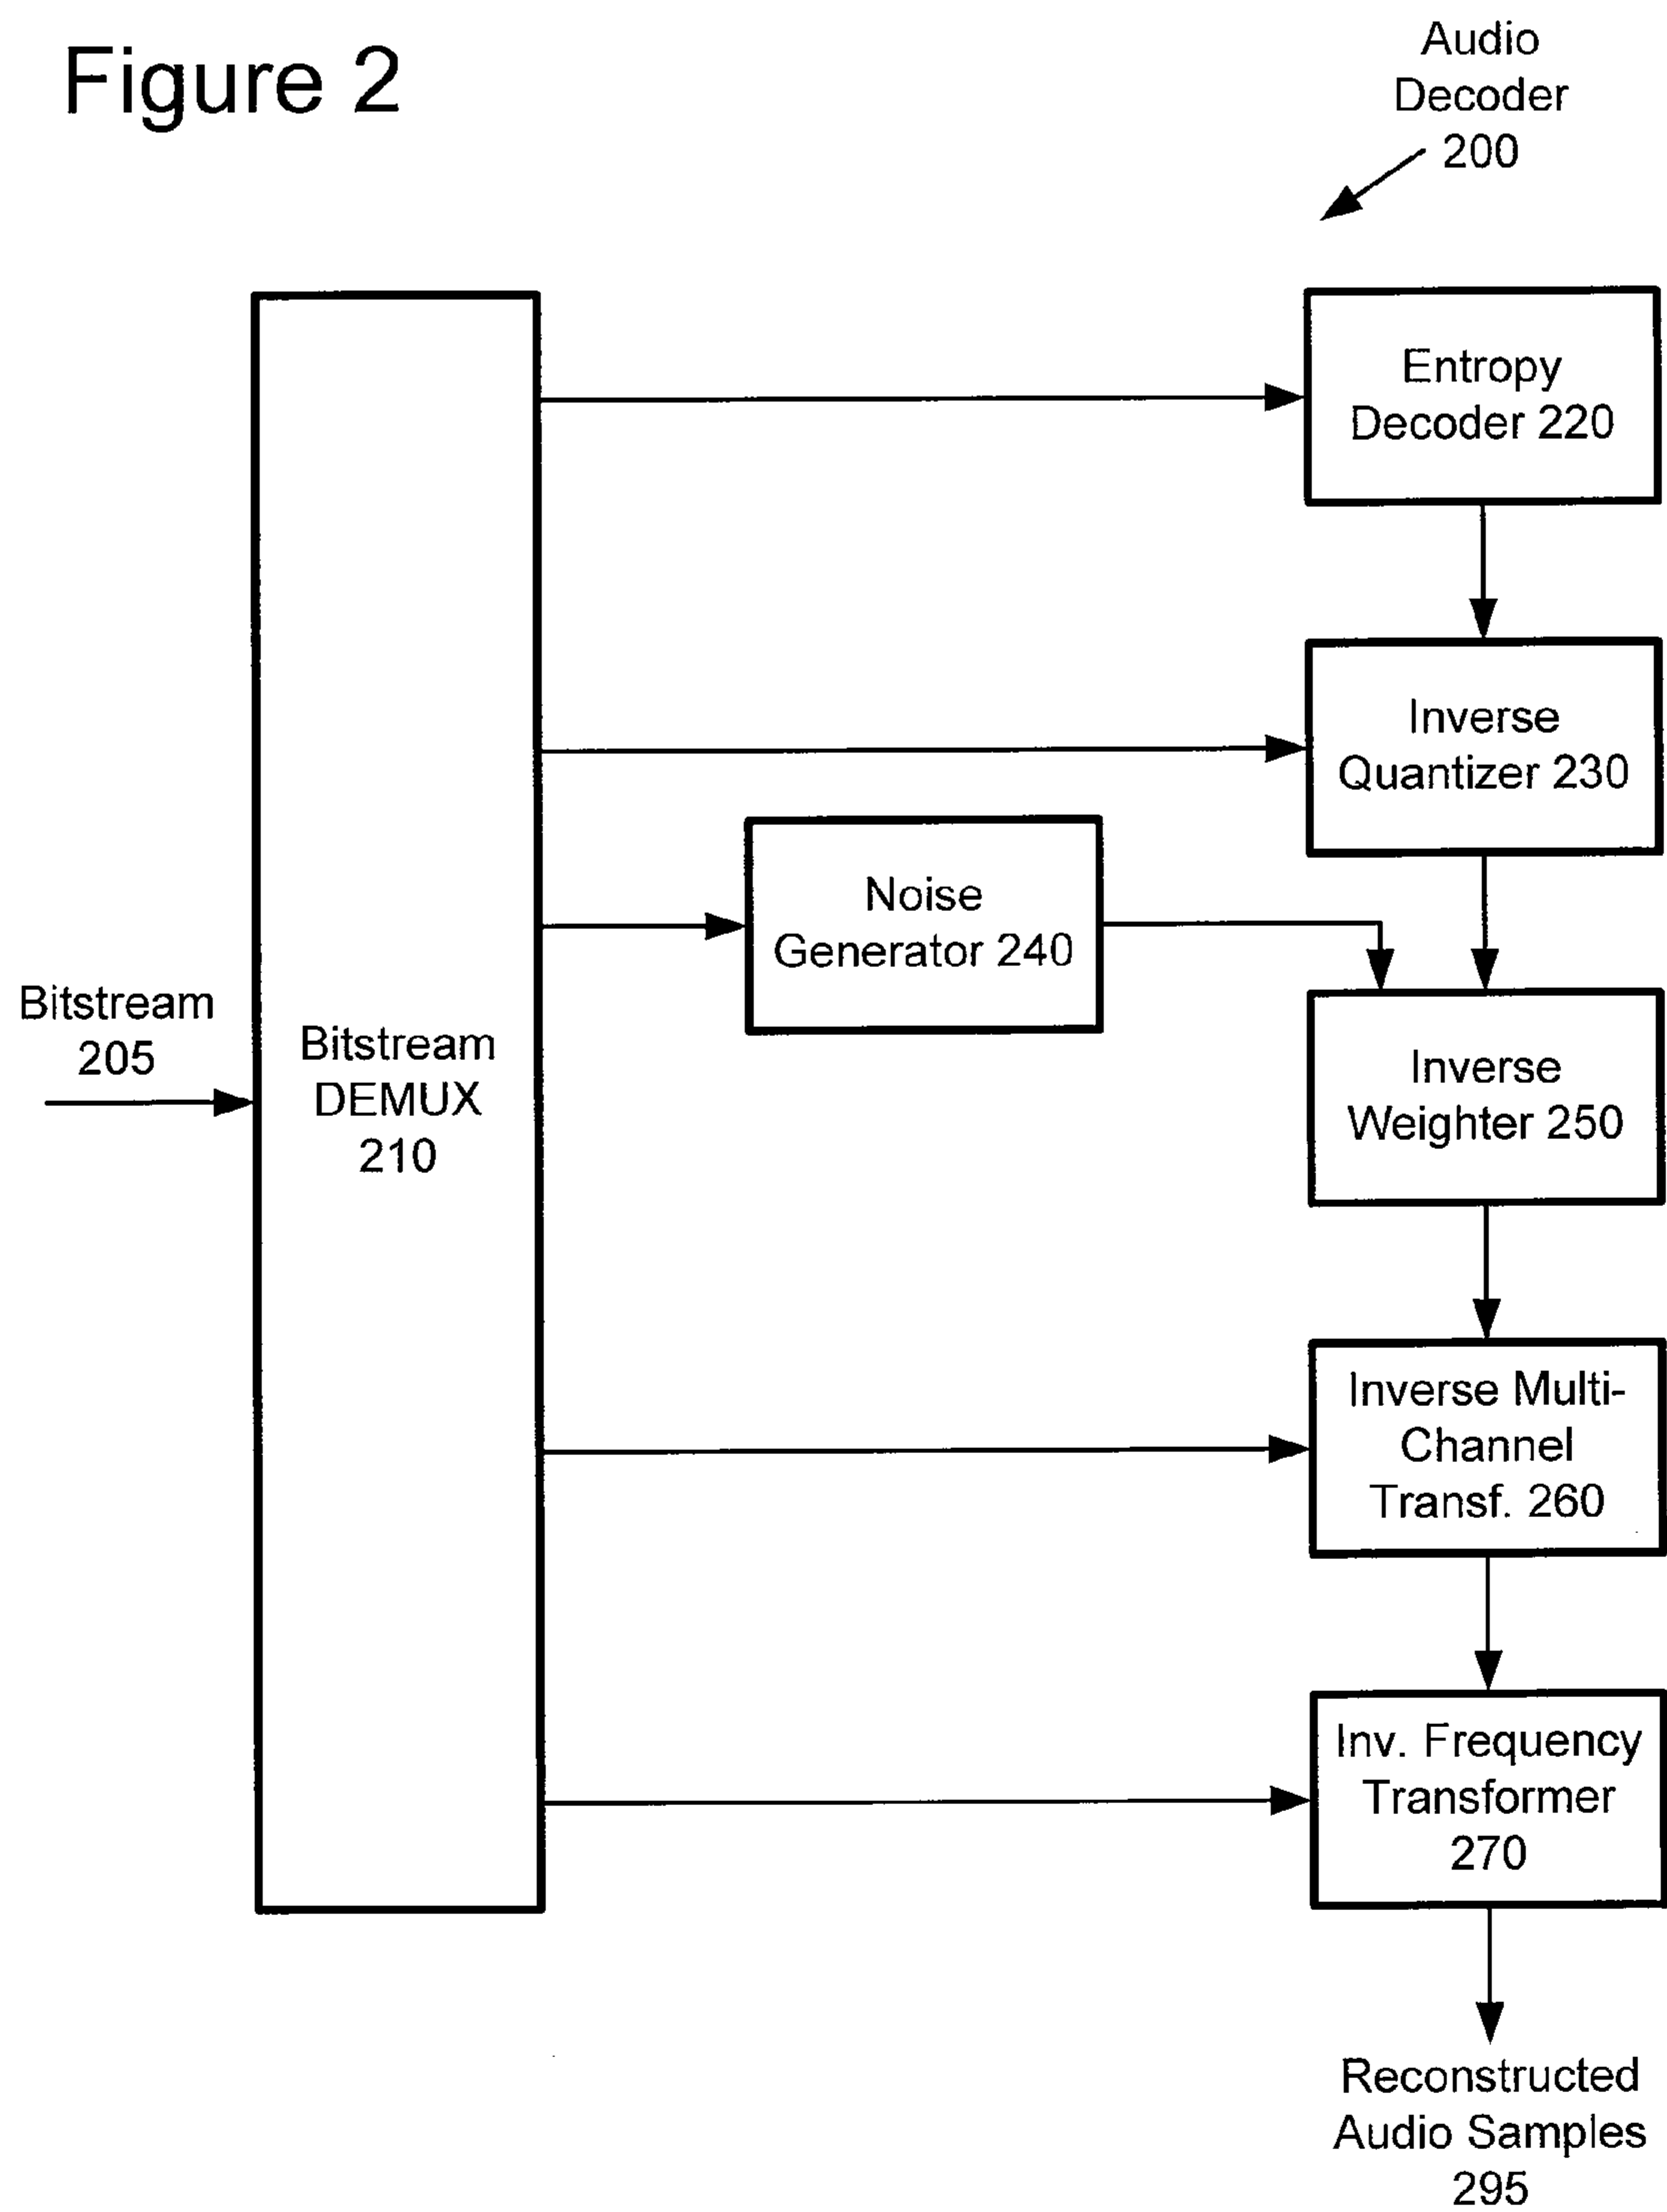 Figure 2
Audio
Decoder
200
Entropy
Decoder 220
Inverse
Quantizer 230
Noise
Generator 240
Bitstream
205
Bitstream
DEMUX
210
Inverse
Weighter 250
Inverse Multi-
Channel
Transf. 260
Inv. Frequency
Transformer
270
Reconstructed
Audio Samples
295